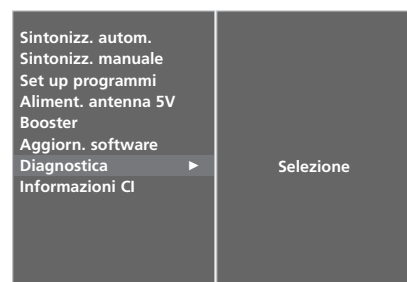 Sintonizz. autom.
Sintonizz. manuale
Set up programmi
Aliment. antenna 5V
Booster
Aggiorn. software
Diagnostica ►
Selezione
Informazioni CI